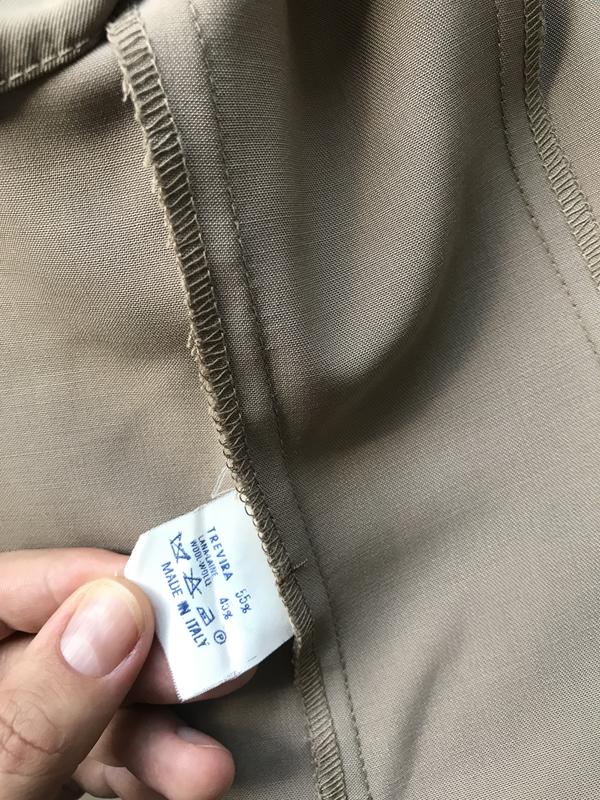 TREVIRA 55%
LANA-LAINE
WOOL-WOLLE 45%
P
MADE IN ITALY